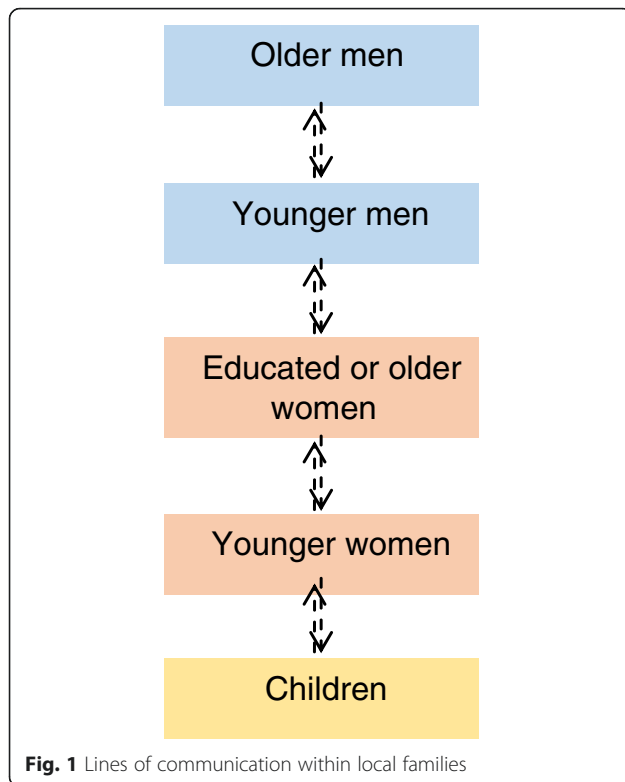 Older men
Younger men
Educated or older
women
Younger women
Children
Fig. 1 Lines of communication within local families